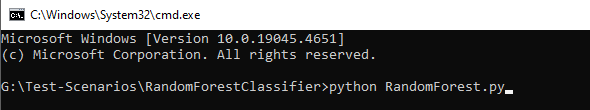 C:\Windows\System32\cmd.exe
Microsoft Windows [Version 10.0.19045.4651]
(c) Microsoft Corporation. All rights reserved.
G:\Test-Scenarios\RandomForestClassifier>python RandomForest.py